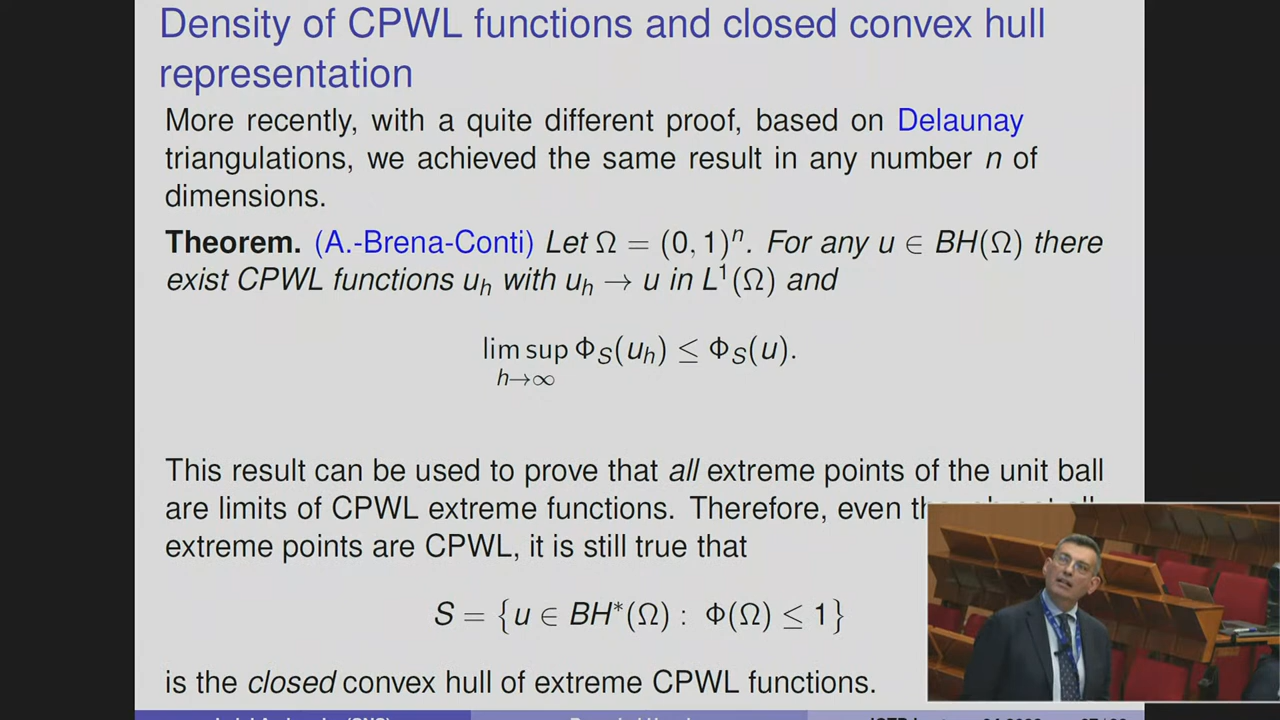 Density of CPWL functions and closed convex hull
representation
More recently, with a quite different proof, based on Delaunay
triangulations, we achieved the same result in any number n of
dimensions.
Theorem. (A.-Brena-Conti) Let Ω = (0, 1)ⁿ. For any u ∈ BH(Ω) there
exist CPWL functions uₕ with uₕ → u in L¹(Ω) and
lim sup Φ_S(uₕ) ≤ Φ_S(u).
h→∞
This result can be used to prove that all extreme points of the unit ball
are limits of CPWL extreme functions. Therefore, even
extreme points are CPWL, it is still true that
S = {u ∈ BH*(Ω) : Φ(Ω) ≤ 1}
is the closed convex hull of extreme CPWL functions.